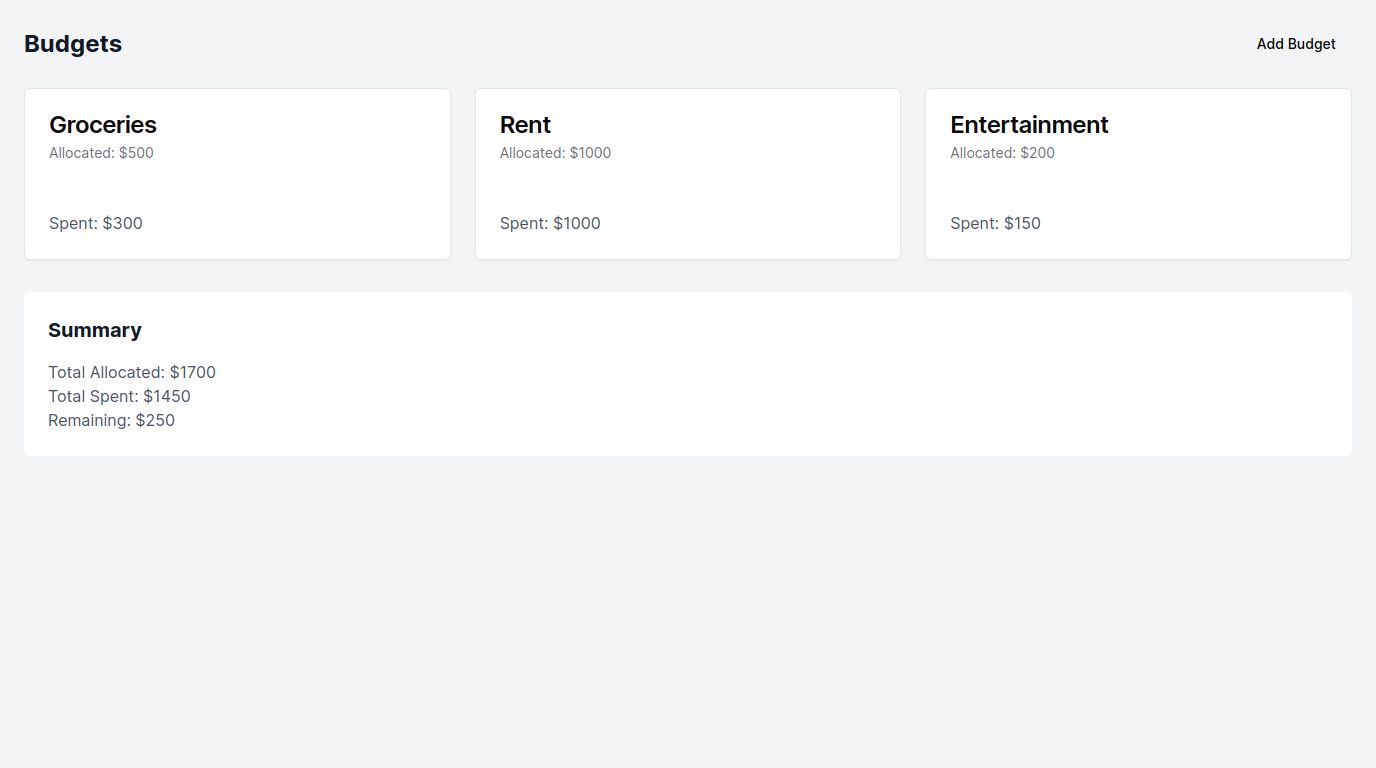 Budgets
Add Budget
Groceries
Allocated: $500
Spent: $300
Rent
Allocated: $1000
Spent: $1000
Entertainment
Allocated: $200
Spent: $150
Summary
Total Allocated: $1700
Total Spent: $1450
Remaining: $250